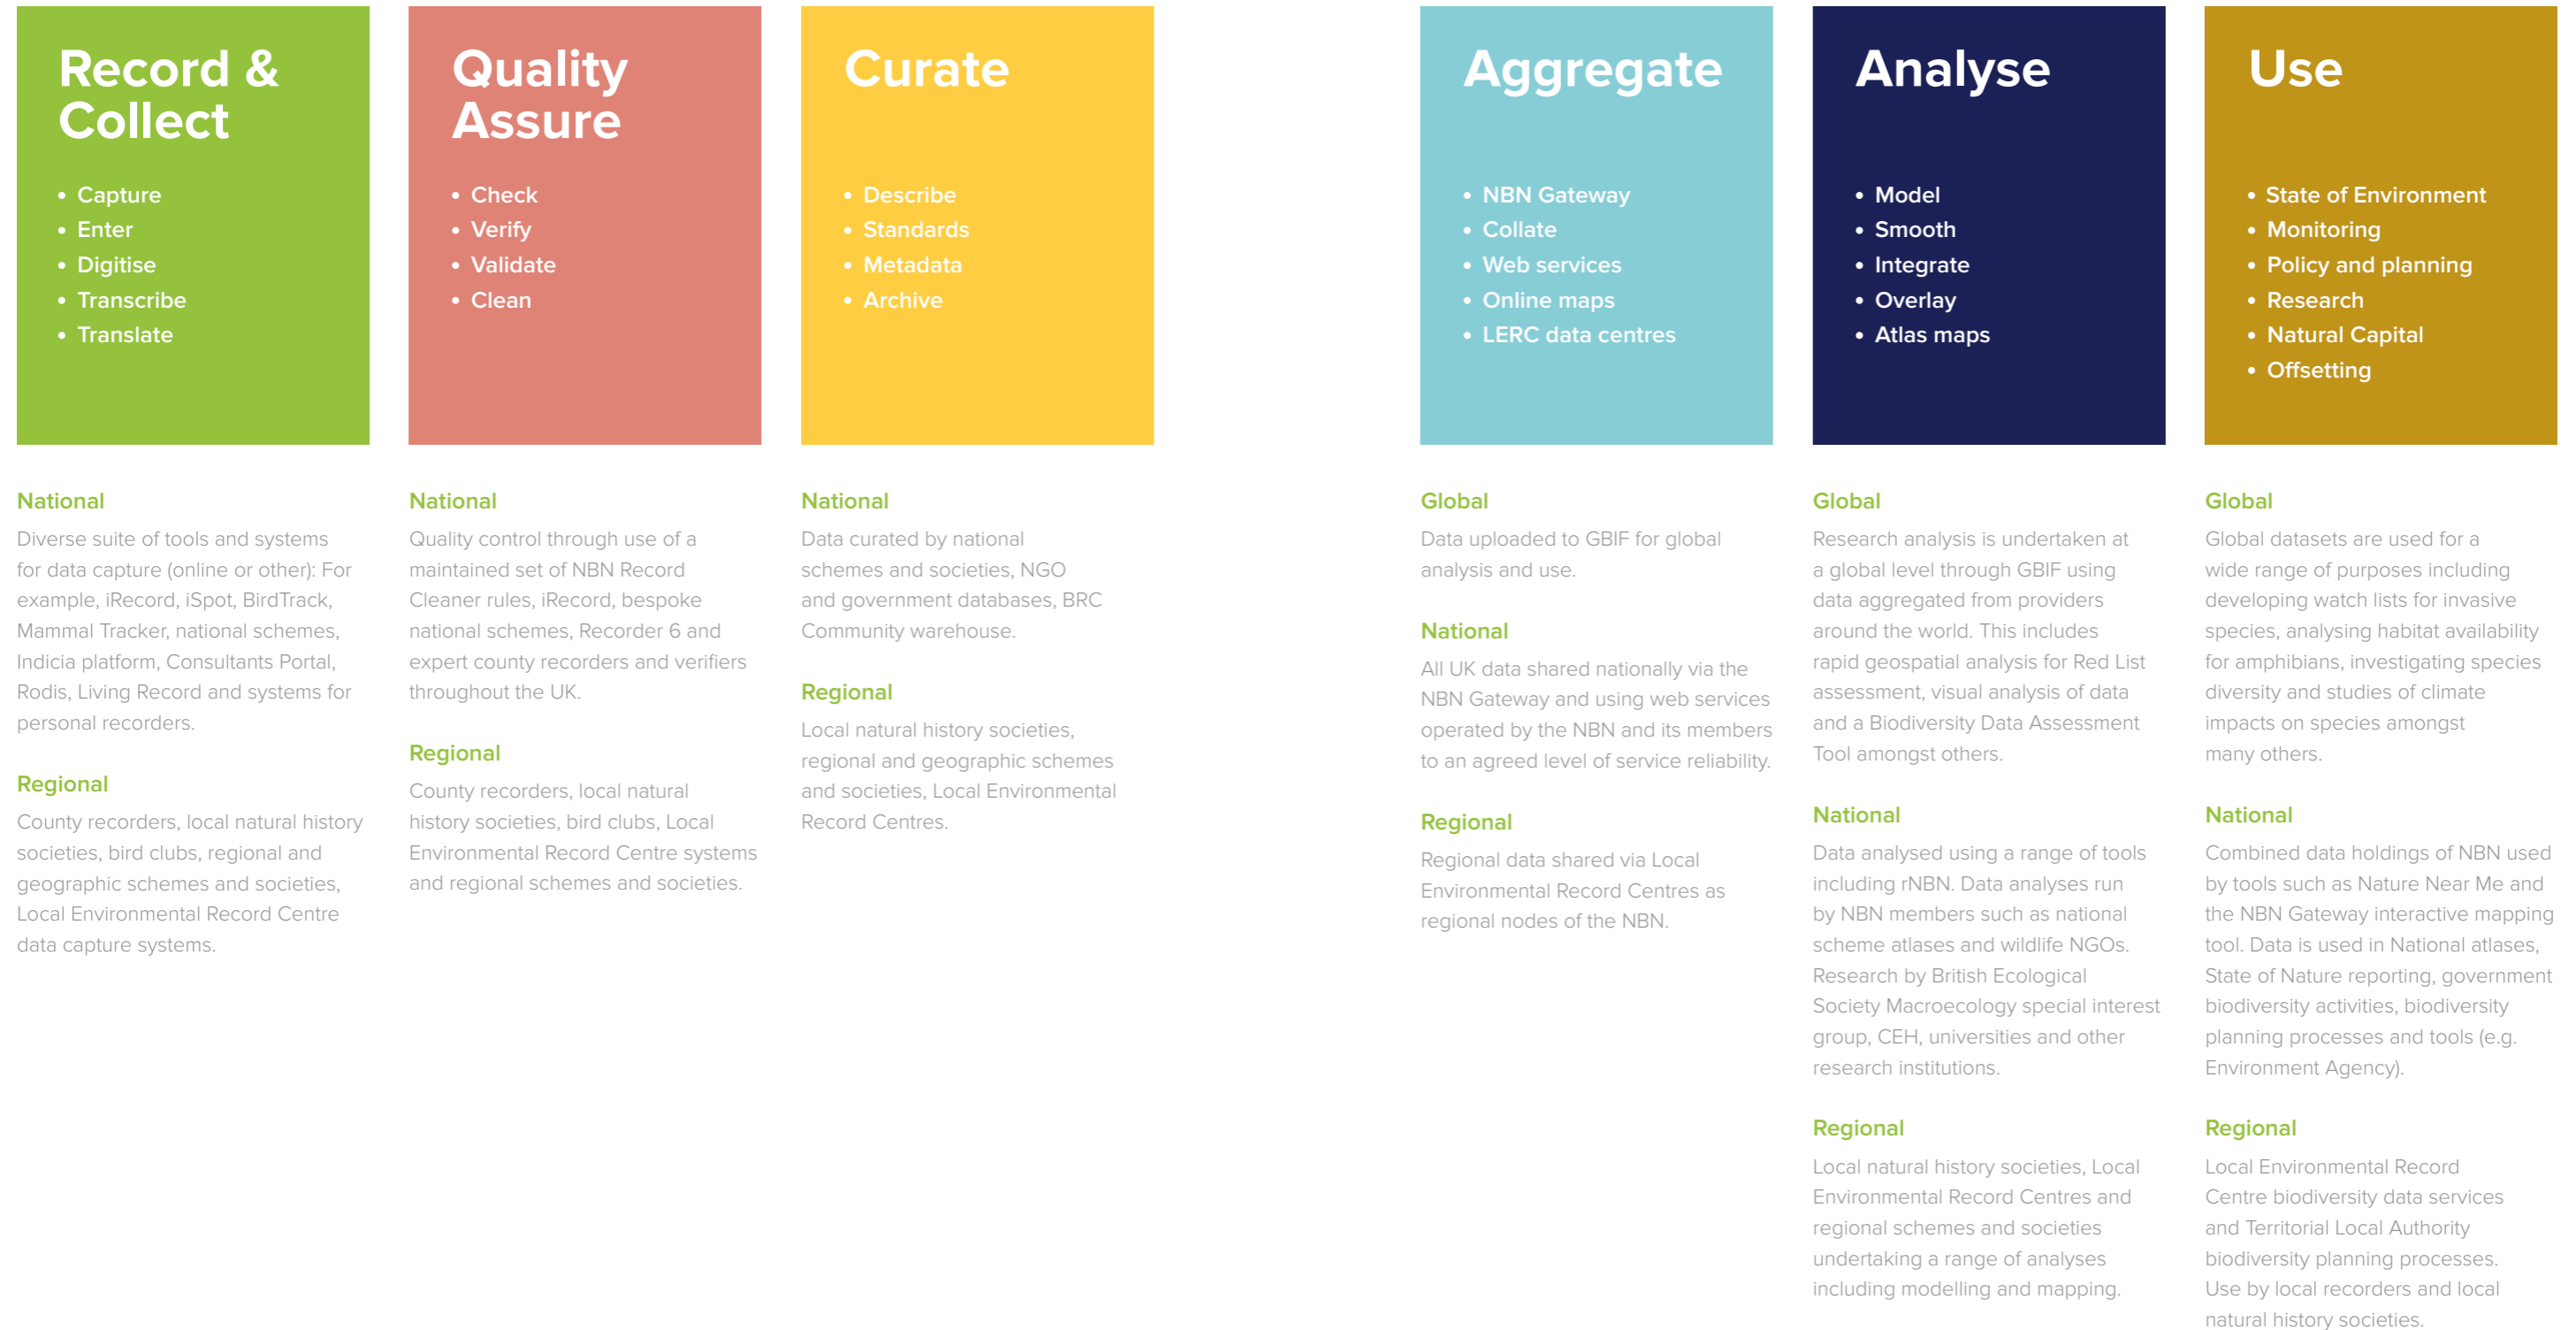 Record &
Collect
• Capture
• Enter
• Digitise
• Transcribe
• Translate
National
Diverse suite of tools and systems
for data capture (online or other): For
example, iRecord, iSpot, BirdTrack,
Mammal Tracker, national schemes,
Indicia platform, Consultants Portal,
Rodis, Living Record and systems for
personal recorders.
Regional
County recorders, local natural history
societies, bird clubs, regional and
geographic schemes and societies,
Local Environmental Record Centre
data capture systems.
Quality
Assure
• Check
• Verify
• Validate
• Clean
National
Quality control through use of a
maintained set of NBN Record
Cleaner rules, iRecord, bespoke
national schemes, Recorder 6 and
expert county recorders and verifiers
throughout the UK.
Regional
County recorders, local natural
history societies, bird clubs, Local
Environmental Record Centre systems
and regional schemes and societies.
Curate
• Describe
• Standards
• Metadata
• Archive
National
Data curated by national
schemes and societies, NGO
and government databases, BRC
Community warehouse.
Regional
Local natural history societies,
regional and geographic schemes
and societies, Local Environmental
Record Centres.
Aggregate
• NBN Gateway
• Collate
• Web services
• Online maps
• LERC data centres
Global
Data uploaded to GBIF for global
analysis and use.
National
All UK data shared nationally via the
NBN Gateway and using web services
operated by the NBN and its members
to an agreed level of service reliability.
Regional
Regional data shared via Local
Environmental Record Centres as
regional nodes of the NBN.
Analyse
• Model
• Smooth
• Integrate
• Overlay
• Atlas maps
Global
Research analysis is undertaken at
a global level through GBIF using
data aggregated from providers
around the world. This includes
rapid geospatial analysis for Red List
assessment, visual analysis of data
and a Biodiversity Data Assessment
Tool amongst others.
National
Data analysed using a range of tools
including rNBN. Data analyses run
by NBN members such as national
scheme atlases and wildlife NGOs.
Research by British Ecological
Society Macroecology special interest
group, CEH, universities and other
research institutions.
Regional
Local natural history societies, Local
Environmental Record Centres and
regional schemes and societies
undertaking a range of analyses
including modelling and mapping.
Use
• State of Environment
• Monitoring
• Policy and planning
• Research
• Natural Capital
• Offsetting
Global
Global datasets are used for a
wide range of purposes including
developing watch lists for invasive
species, analysing habitat availability
for amphibians, investigating species
diversity and studies of climate
impacts on species amongst
many others.
National
Combined data holdings of NBN used
by tools such as Nature Near Me and
the NBN Gateway interactive mapping
tool. Data is used in National atlases,
State of Nature reporting, government
biodiversity activities, biodiversity
planning processes and tools (e.g.
Environment Agency).
Regional
Local Environmental Record
Centre biodiversity data services
and Territorial Local Authority
biodiversity planning processes.
Use by local recorders and local
natural history societies.